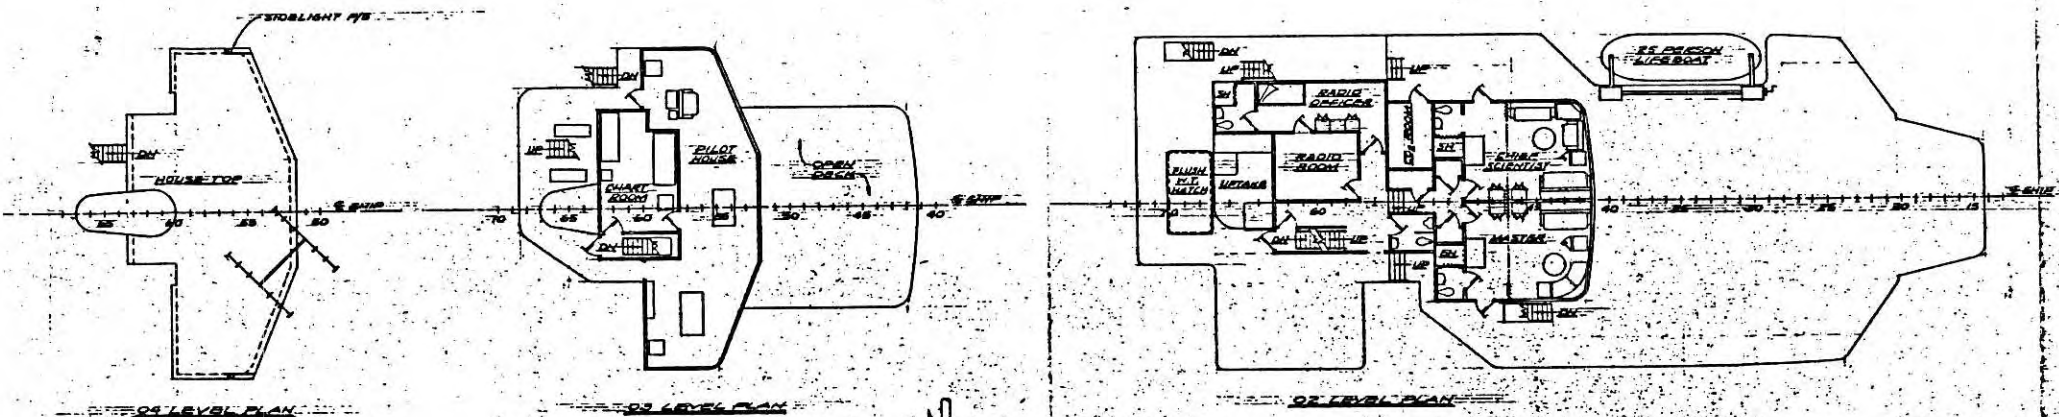 SIDELIGHT P/S
DN
HOUSE-TOP
℄ SHIP
65 60 55 50
04 LEVEL PLAN
DN
UP
PILOT
HOUSE
CHART
ROOM
OPEN
DECK
DN
℄ SHIP
70 65 60 55 50 45 40
03 LEVEL PLAN
DN
UP
UP
25 PERSON
LIFEBOAT
SH
RADIO
OFFICER
RADIO
ROOM
FLUSH
W.T.
HATCH
UPTAKE
SH
CHIEF
SCIENTIST
MASTER
SH
DN
UP
UP
DN
℄ SHIP
70 60 40 35 30 25 20 15
02 LEVEL PLAN